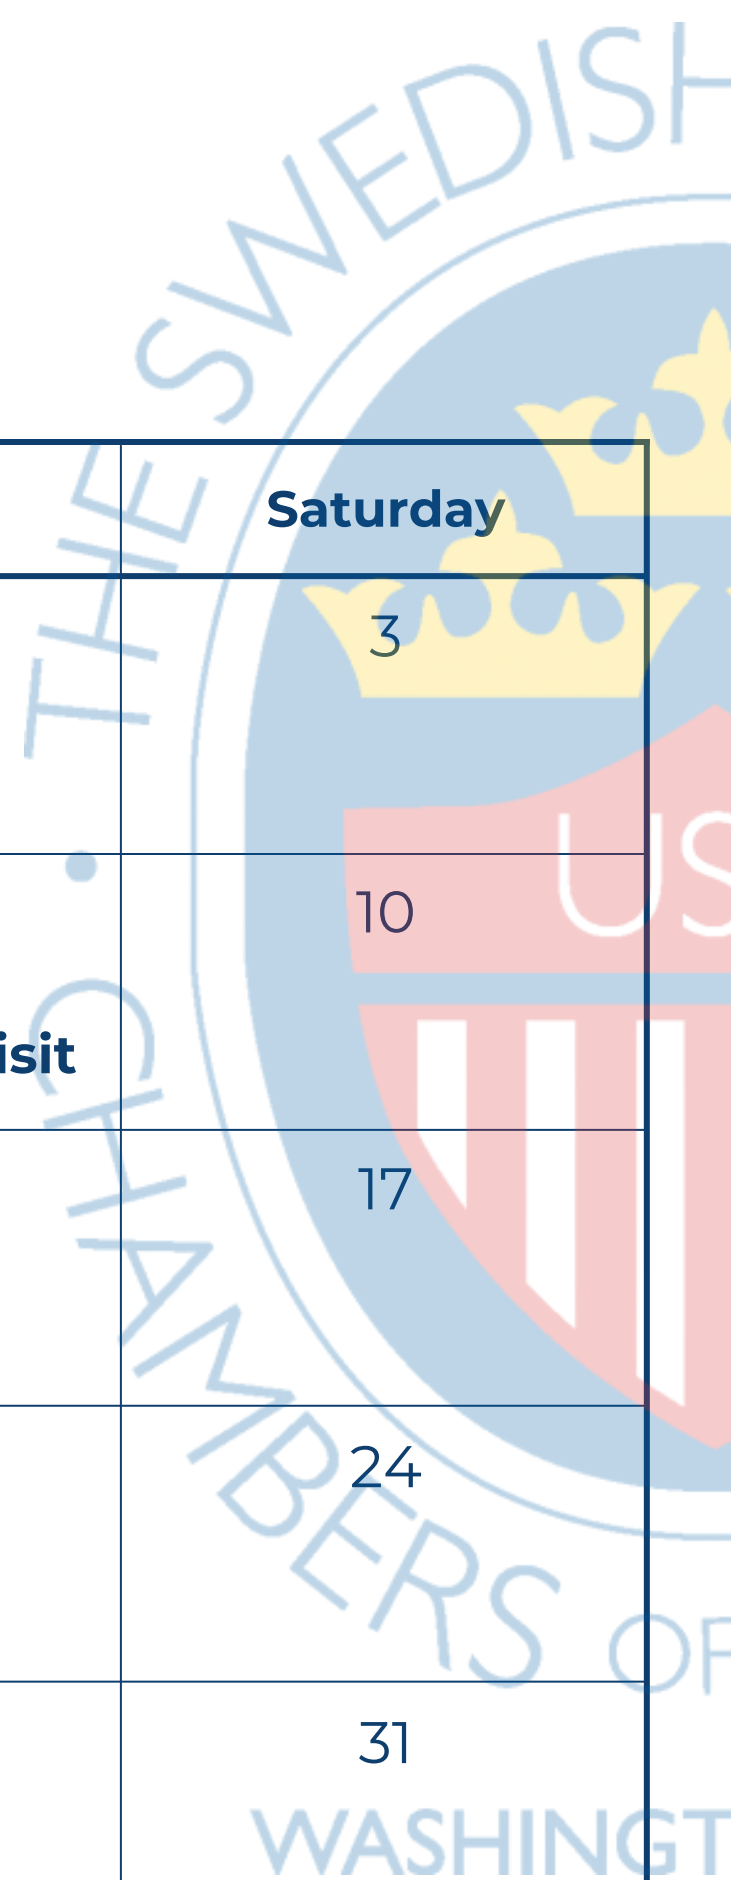 THE SWEDISH
Saturday
3
US
10
isit
17
24
CHAMBERS OF
31
WASHINGT